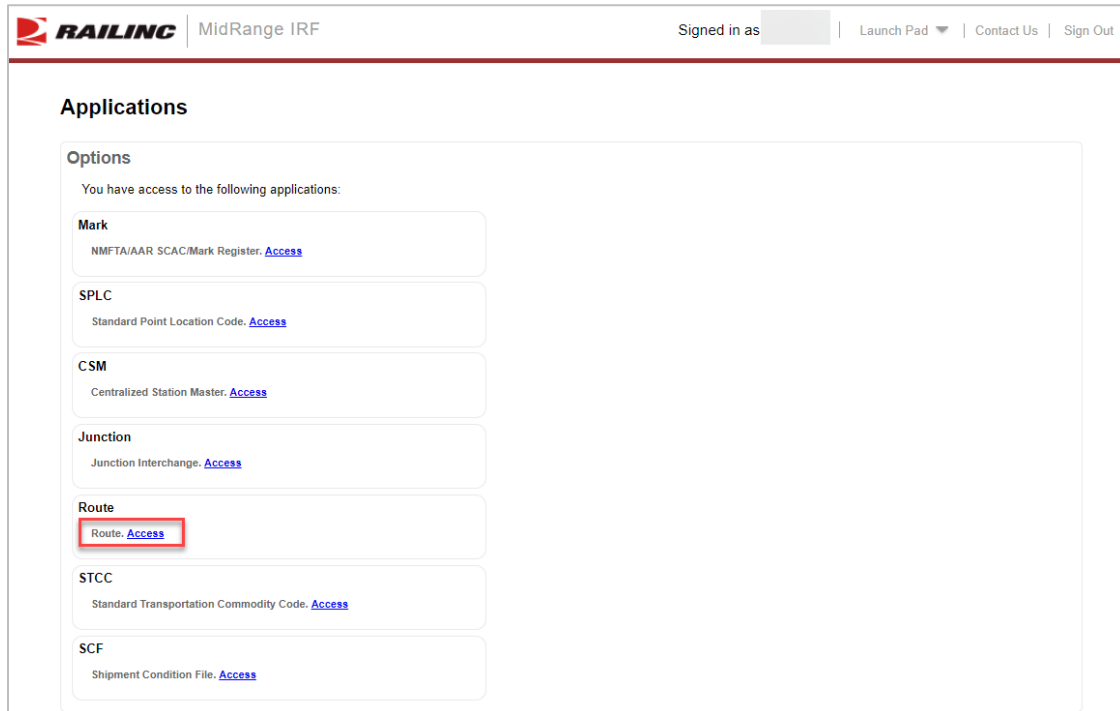 RAILINC MidRange IRF Signed in as Launch Pad | Contact Us | Sign Out
Applications
Options
You have access to the following applications:
Mark
NMFTA/AAR SCAC/Mark Register. Access
SPLC
Standard Point Location Code. Access
CSM
Centralized Station Master. Access
Junction
Junction Interchange. Access
Route
Route. Access
STCC
Standard Transportation Commodity Code. Access
SCF
Shipment Condition File. Access